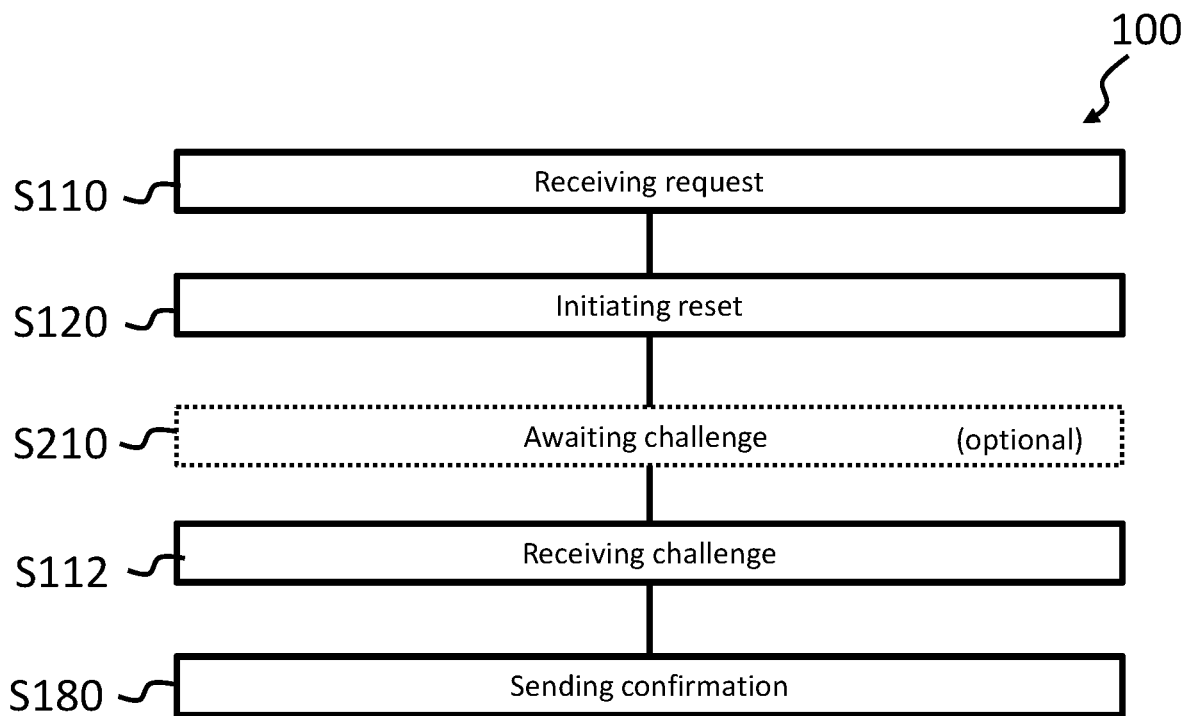 100
S110 Receiving request
S120 Initiating reset
S210 Awaiting challenge (optional)
S112 Receiving challenge
S180 Sending confirmation